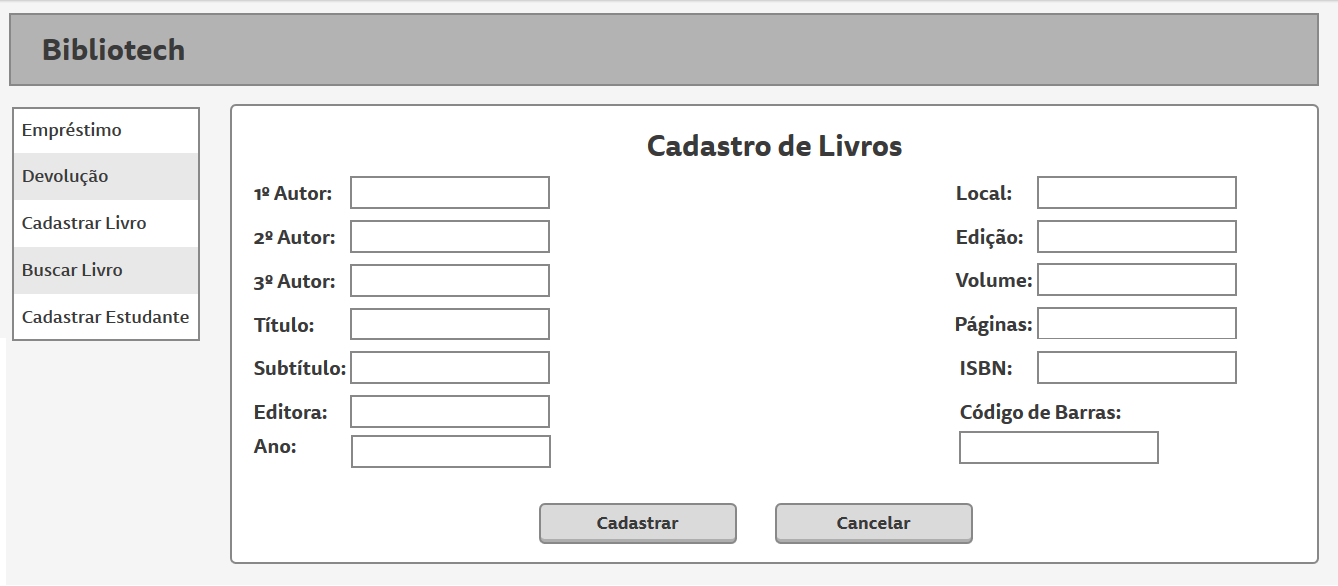 Bibliotech
Empréstimo
Devolução
Cadastrar Livro
Buscar Livro
Cadastrar Estudante
Cadastro de Livros
1º Autor:
2º Autor:
3º Autor:
Título:
Subtítulo:
Editora:
Ano:
Local:
Edição:
Volume:
Páginas:
ISBN:
Código de Barras:
Cadastrar
Cancelar